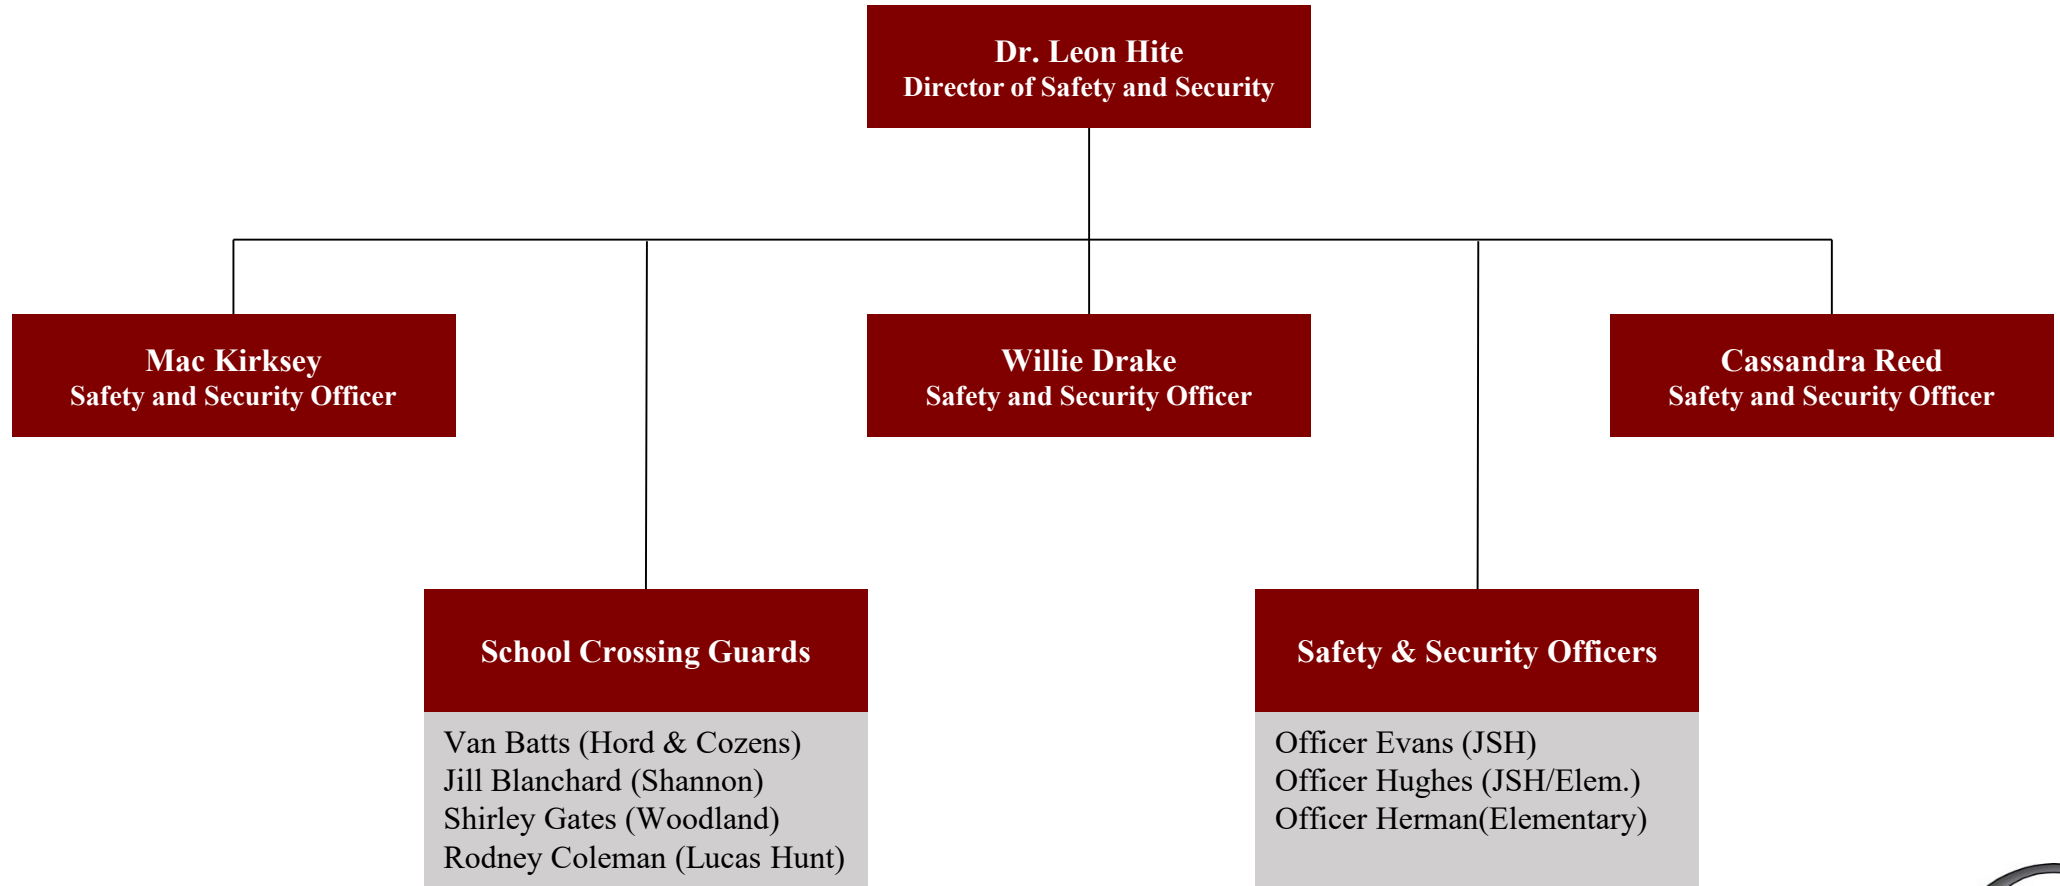 Dr. Leon Hite
Director of Safety and Security
Mac Kirksey
Safety and Security Officer
Willie Drake
Safety and Security Officer
Cassandra Reed
Safety and Security Officer
School Crossing Guards
Van Batts (Hord & Cozens)
Jill Blanchard (Shannon)
Shirley Gates (Woodland)
Rodney Coleman (Lucas Hunt)
Safety & Security Officers
Officer Evans (JSH)
Officer Hughes (JSH/Elem.)
Officer Herman(Elementary)